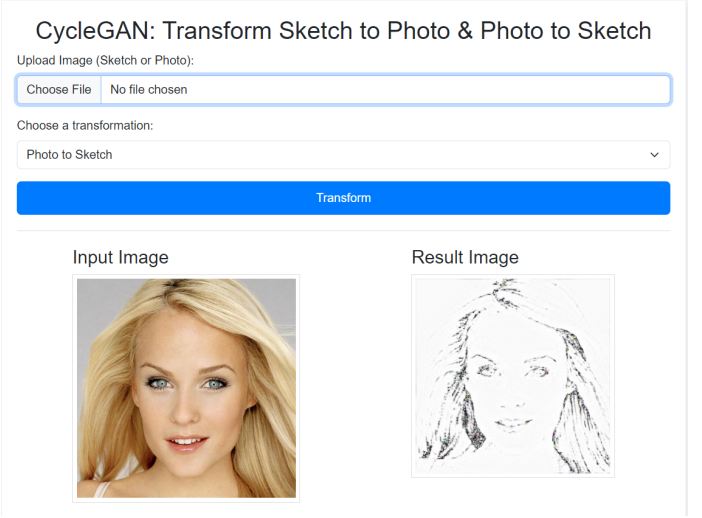 CycleGAN: Transform Sketch to Photo & Photo to Sketch
Upload Image (Sketch or Photo):
Choose File No file chosen
Choose a transformation:
Photo to Sketch
Transform
Input Image Result Image